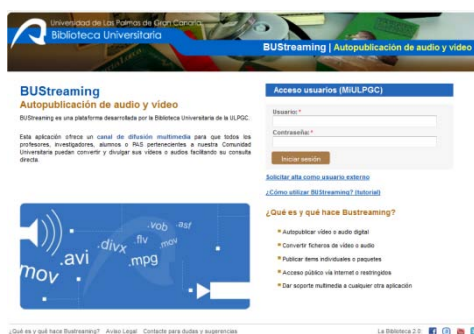 Universidad de Las Palmas de Gran Canaria
Biblioteca Universitaria
BUStreaming | Autopublicación de audio y video
BUStreaming
Autopublicación de audio y video
BUStreaming es una plataforma desarrollada por la Biblioteca Universitaria de la ULPGC.
Esta aplicación ofrece un canal de difusión multimedia para que todos los
profesores, investigadores, alumnos o PAS pertenecientes a nuestra Comunidad
Universitaria puedan convertir y divulgar sus vídeos o audios facilitando su consulta
directa.
Acceso usuarios (MiULPGC)
Usuario: *
Contraseña: *
Iniciar sesión
Solicitar alta como usuario externo
¿Cómo utilizar BUStreaming? (tutorial)
¿Qué es y qué hace Bustreaming?
Autopublicar vídeo o audio digital
Convertir ficheros de vídeo o audio
Publicar items individuales o paquetes
Acceso público vía Internet o restringidos
Dar soporte multimedia a cualquier otra aplicación
.vob .asf
.divx .flv .mov
.avi .mpg
mov
¿Qué es y qué hace Bustreaming? Aviso Legal Contacte para dudas y sugerencias
La Biblioteca 2.0